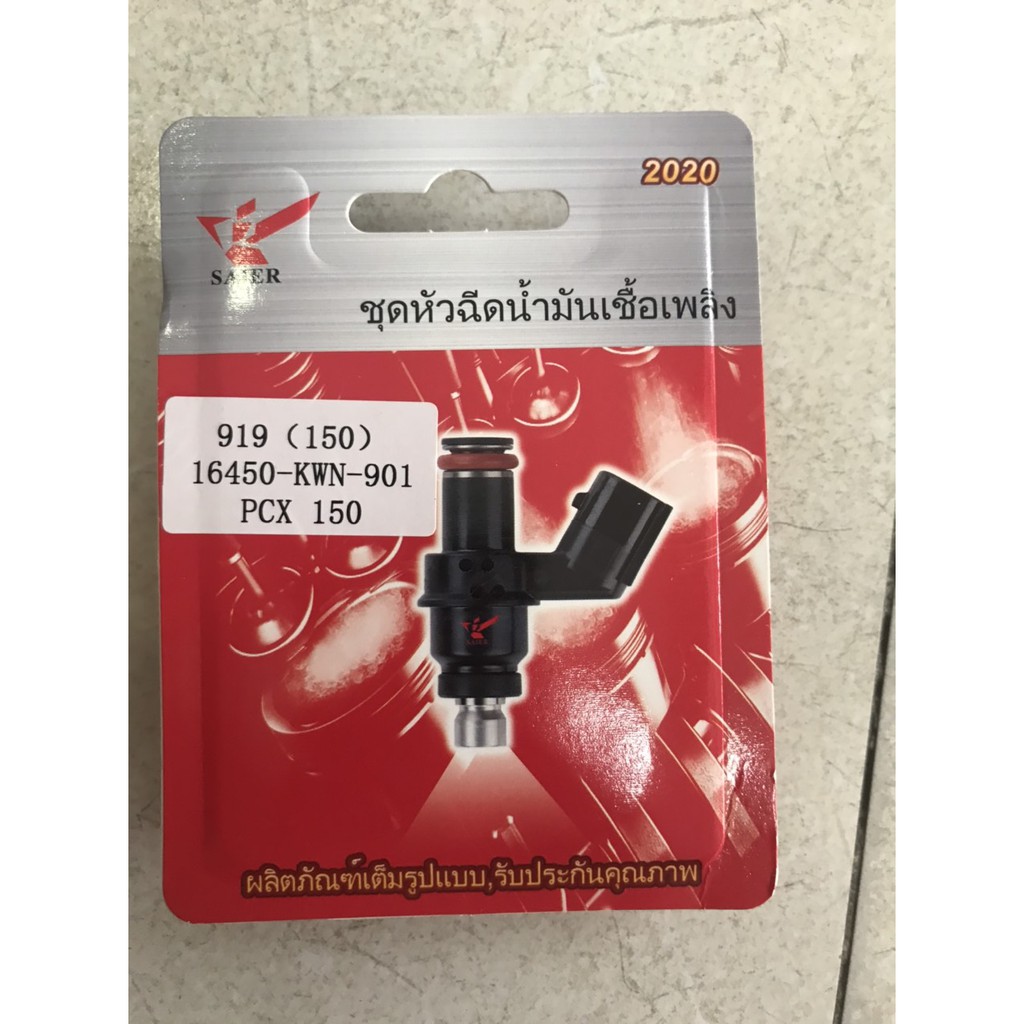 2020
SAIER
ชุดหัวฉีดน้ำมันเชื้อเพลิง
919（150）
16450-KWN-901
PCX 150
SAIER
ผลิตภัณฑ์เต็มรูปแบบ,รับประกันคุณภาพ